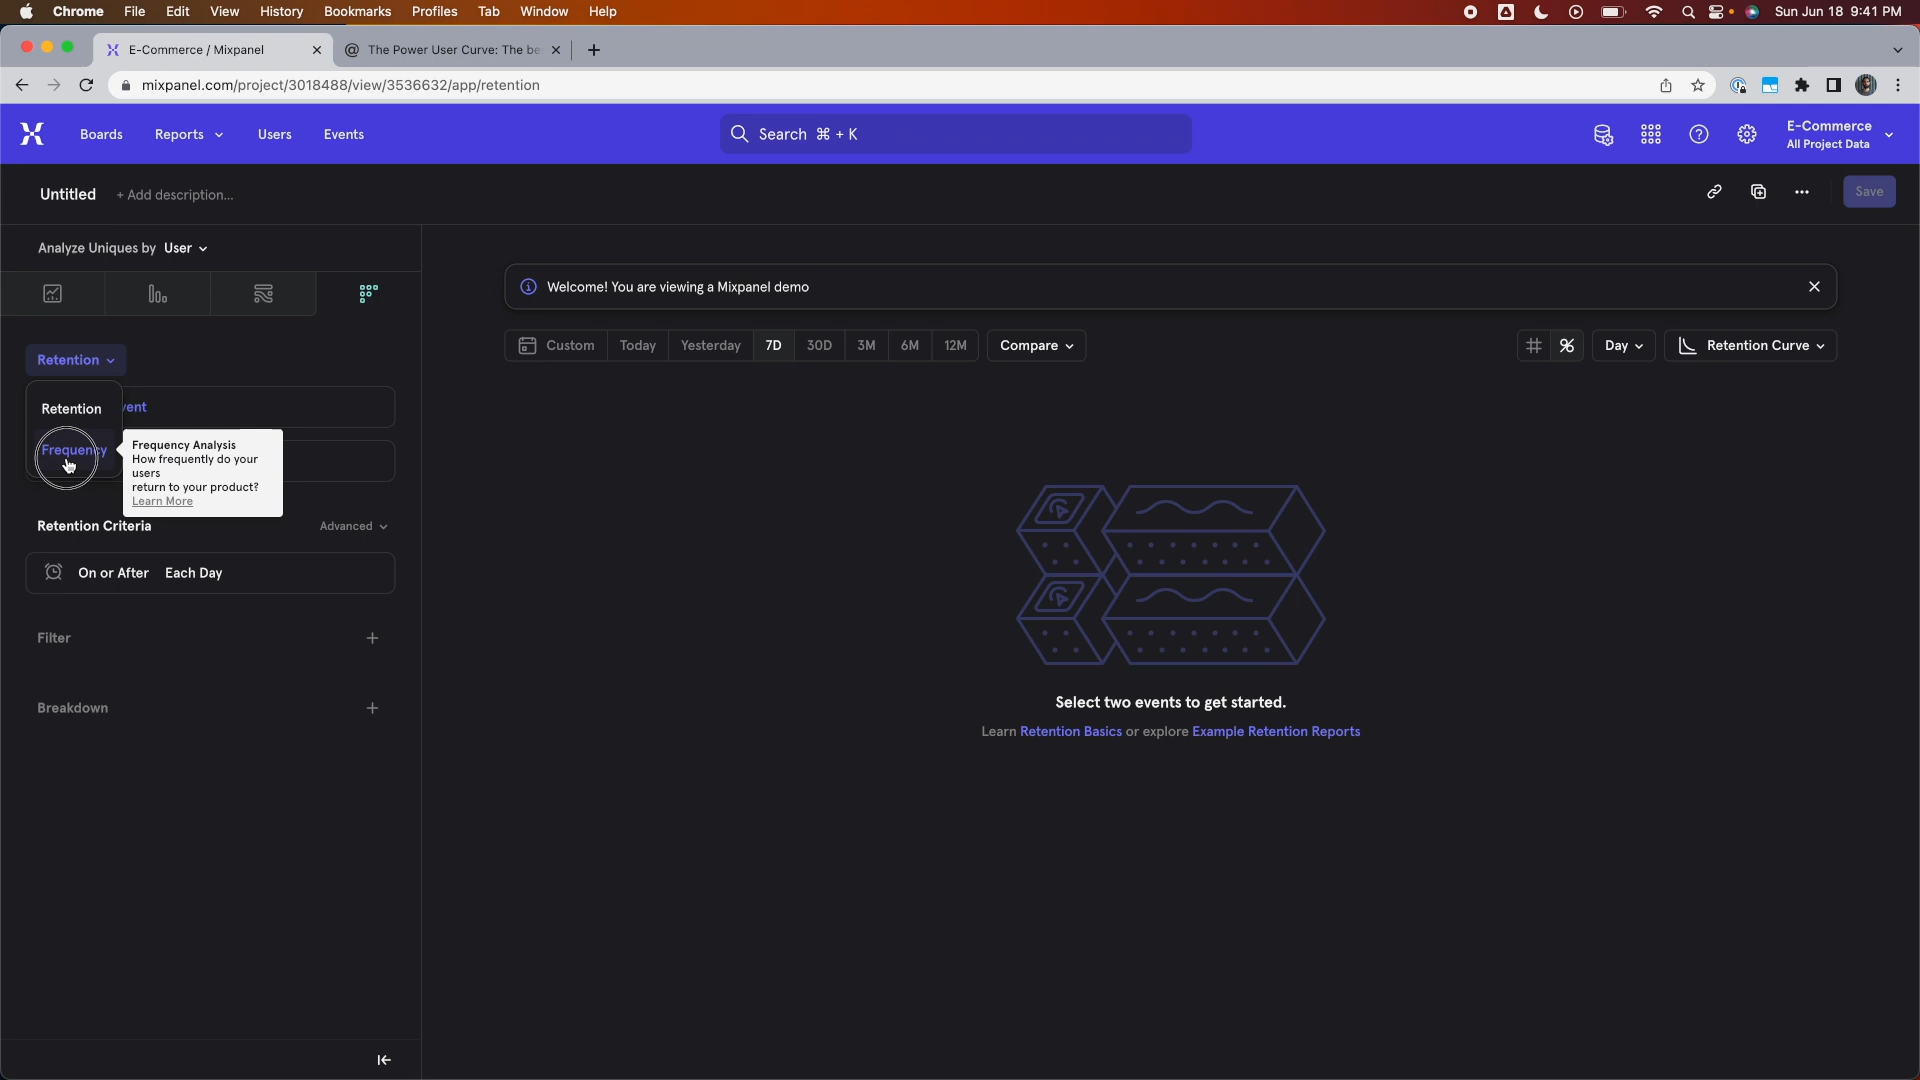 Chrome File Edit View History Bookmarks Profiles Tab Window Help Sun Jun 18 9:41 PM
E-Commerce / Mixpanel The Power User Curve: The be
mixpanel.com/project/3018488/view/3536632/app/retention
Boards Reports Users Events Search ⌘ + K E-Commerce
All Project Data
Untitled + Add description... Save
Analyze Uniques by User
Welcome! You are viewing a Mixpanel demo
Custom Today Yesterday 7D 30D 3M 6M 12M Compare Day Retention Curve
Retention
Retention vent
Frequency
Frequency Analysis
How frequently do your
users
return to your product?
Learn More
Retention Criteria Advanced
On or After Each Day
Filter
Breakdown
Select two events to get started.
Learn Retention Basics or explore Example Retention Reports